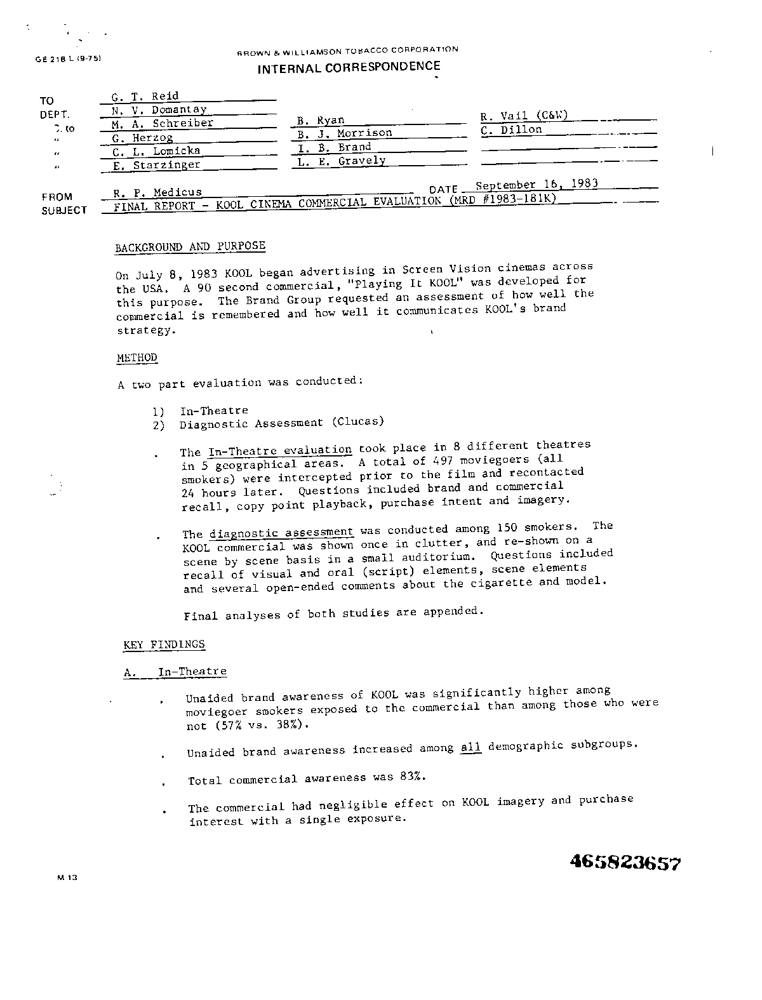 GE 218 L (9-75)
BROWN & WILLIAMSON TOBACCO CORPORATION
INTERNAL CORRESPONDENCE
TO G. T. Reid
DEPT. N. V. Domantay
to M. A. Schreiber B. Ryan R. Vail (C&W)
" G. Herzog B. J. Morrison C. Dillon
" C. L. Lomicka I. B. Brand
" E. Starzinger L. E. Gravely
FROM R. P. Medicus DATE September 16, 1983
SUBJECT FINAL REPORT - KOOL CINEMA COMMERCIAL EVALUATION (MRD #1983-181K)
BACKGROUND AND PURPOSE
On July 8, 1983 KOOL began advertising in Screen Vision cinemas across
the USA. A 90 second commercial, "Playing It KOOL" was developed for
this purpose. The Brand Group requested an assessment of how well the
commercial is remembered and how well it communicates KOOL's brand
strategy.
METHOD
A two part evaluation was conducted:
1) In-Theatre
2) Diagnostic Assessment (Clucas)
. The In-Theatre evaluation took place in 8 different theatres
in 5 geographical areas. A total of 497 moviegoers (all
smokers) were intercepted prior to the film and recontacted
24 hours later. Questions included brand and commercial
recall, copy point playback, purchase intent and imagery.
. The diagnostic assessment was conducted among 150 smokers. The
KOOL commercial was shown once in clutter, and re-shown on a
scene by scene basis in a small auditorium. Questions included
recall of visual and oral (script) elements, scene elements
and several open-ended comments about the cigarette and model.
Final analyses of both studies are appended.
KEY FINDINGS
A. In-Theatre
. Unaided brand awareness of KOOL was significantly higher among
moviegoer smokers exposed to the commercial than among those who were
not (57% vs. 38%).
. Unaided brand awareness increased among all demographic subgroups.
. Total commercial awareness was 83%.
. The commercial had negligible effect on KOOL imagery and purchase
interest with a single exposure.
465823657
M 13